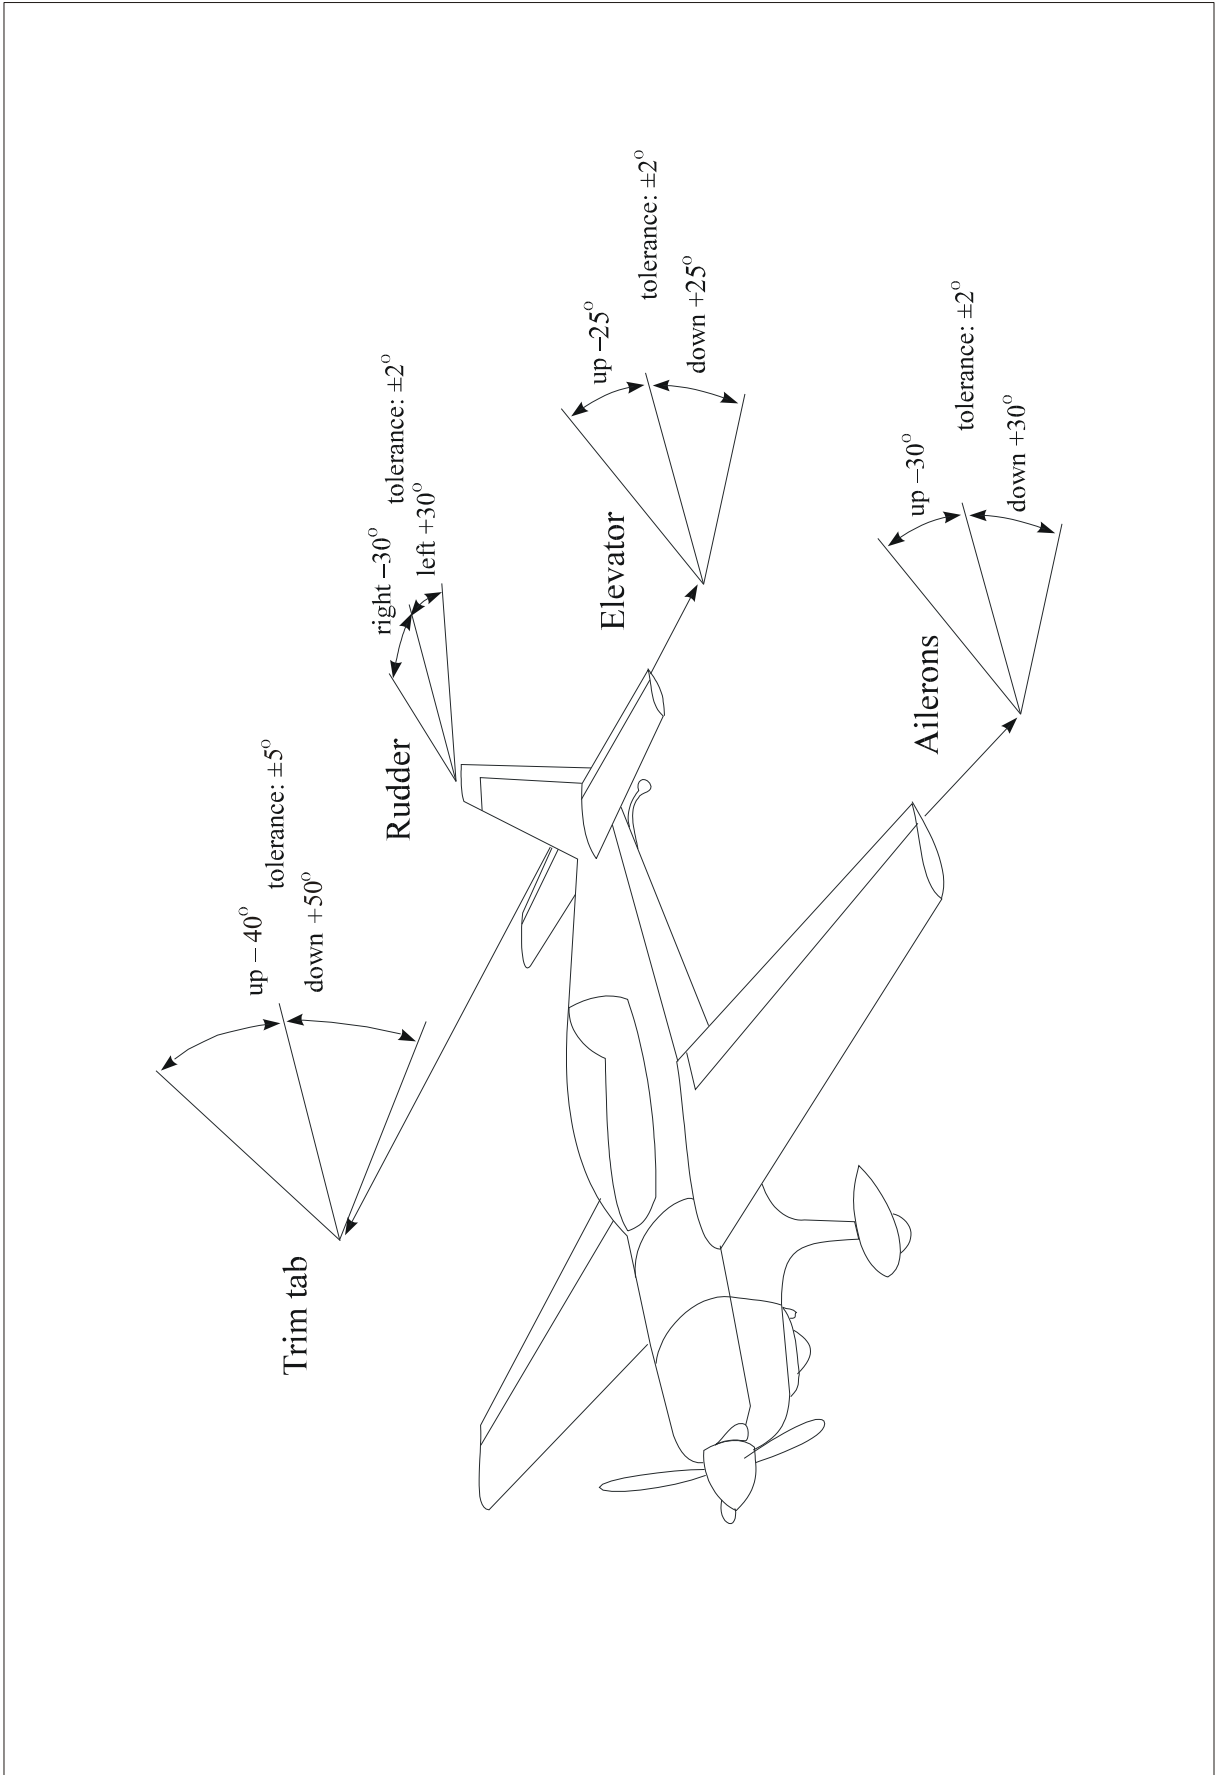 Trim tab
up – 40°
tolerance: ±5°
down +50°
Rudder
right –30°
tolerance: ±2°
left +30°
Elevator
up –25°
tolerance: ±2°
down +25°
Ailerons
up –30°
tolerance: ±2°
down +30°